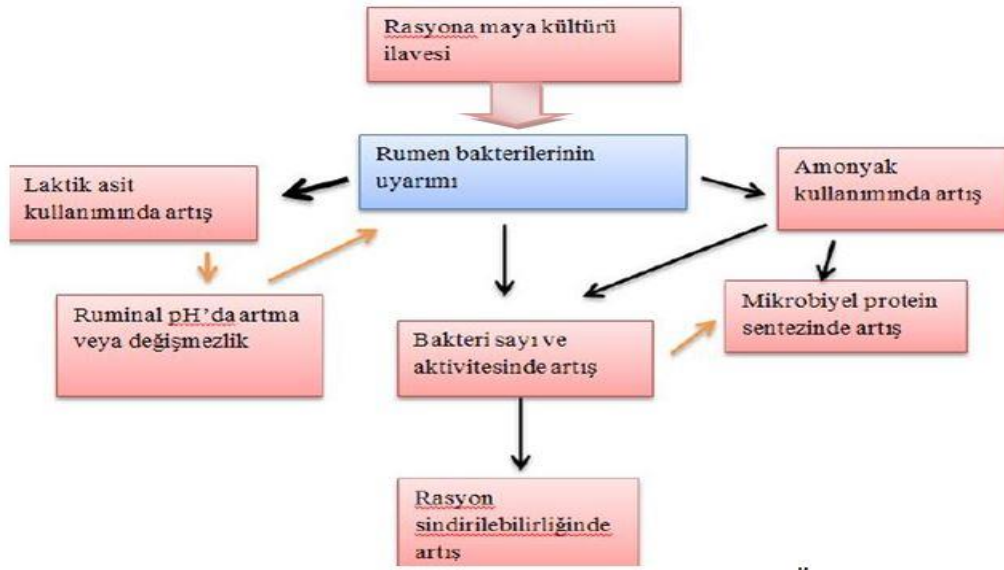 Rasyona maya kültürü
ilavesi
Rumen bakterilerinin
uyarımı
Laktik asit
kullanımında artış
Amonyak
kullanımında artış
Ruminal pH’da artma
veya değişmezlik
Bakteri sayı ve
aktivitesinde artış
Mikrobiyel protein
sentezinde artış
Rasyon
sindirilebilirliğinde
artış